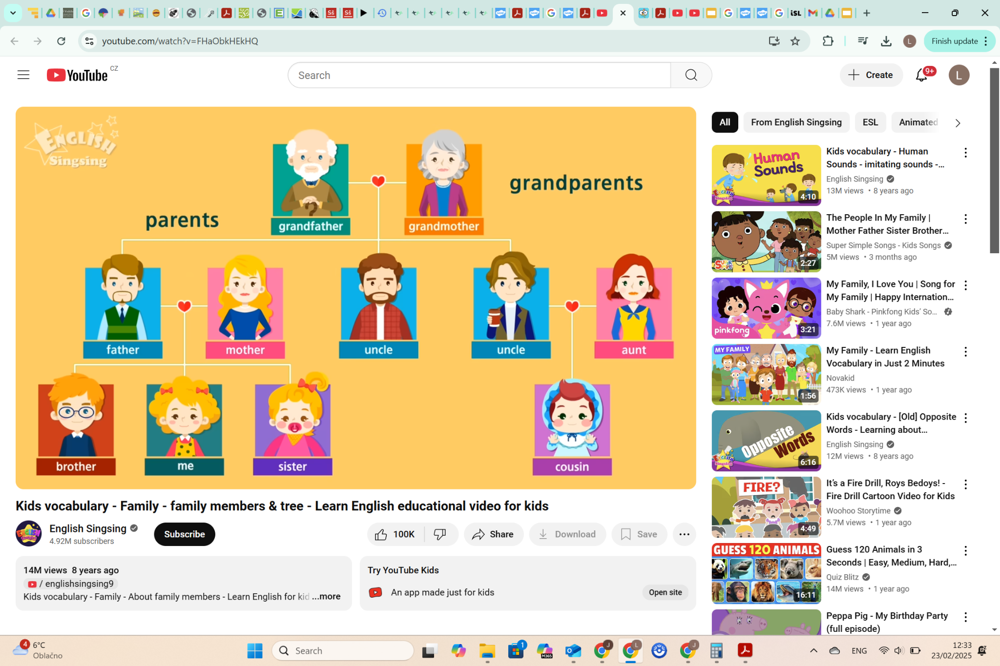 youtube.com/watch?v=FHaObkHEkHQ
Finish update
YouTube CZ
Search
Create
9+
L
ENGLISH
Singsing
grandparents
parents
grandfather
grandmother
father
mother
uncle
uncle
aunt
brother
me
sister
cousin
Kids vocabulary - Family - family members & tree - Learn English educational video for kids
English Singsing
4.92M subscribers
Subscribe
100K
Share
Download
Save
14M views 8 years ago
/ englishsingsing9
Kids vocabulary - Family - About family members - Learn English for kid ...more
Try YouTube Kids
An app made just for kids
Open site
All
From English Singsing
ESL
Animated
Human
Sounds
4:10
Kids vocabulary - Human
Sounds - imitating sounds -...
English Singsing
13M views • 8 years ago
2:27
The People In My Family |
Mother Father Sister Brother...
Super Simple Songs - Kids Songs
5M views • 3 months ago
pinkfong
3:21
My Family, I Love You | Song for
My Family | Happy Internation...
Baby Shark - Pinkfong Kids' So...
7.6M views • 1 year ago
MY FAMILY
1:56
My Family - Learn English
Vocabulary in Just 2 Minutes
Novakid
473K views • 1 year ago
Opposite
Words
6:16
Kids vocabulary - [Old] Opposite
Words - Learning about...
English Singsing
12M views • 8 years ago
FIRE?
4:49
It's a Fire Drill, Roys Bedoys! -
Fire Drill Cartoon Video for Kids
Woohoo Storytime
5.7M views • 1 year ago
GUESS 120 ANIMALS
16:11
Guess 120 Animals in 3
Seconds | Easy, Medium, Hard,...
Quiz Blitz
14M views • 1 year ago
Peppa Pig - My Birthday Party
(full episode)
4
6°C
Oblačno
Search
1
M365
ENG
12:33
23/02/2025